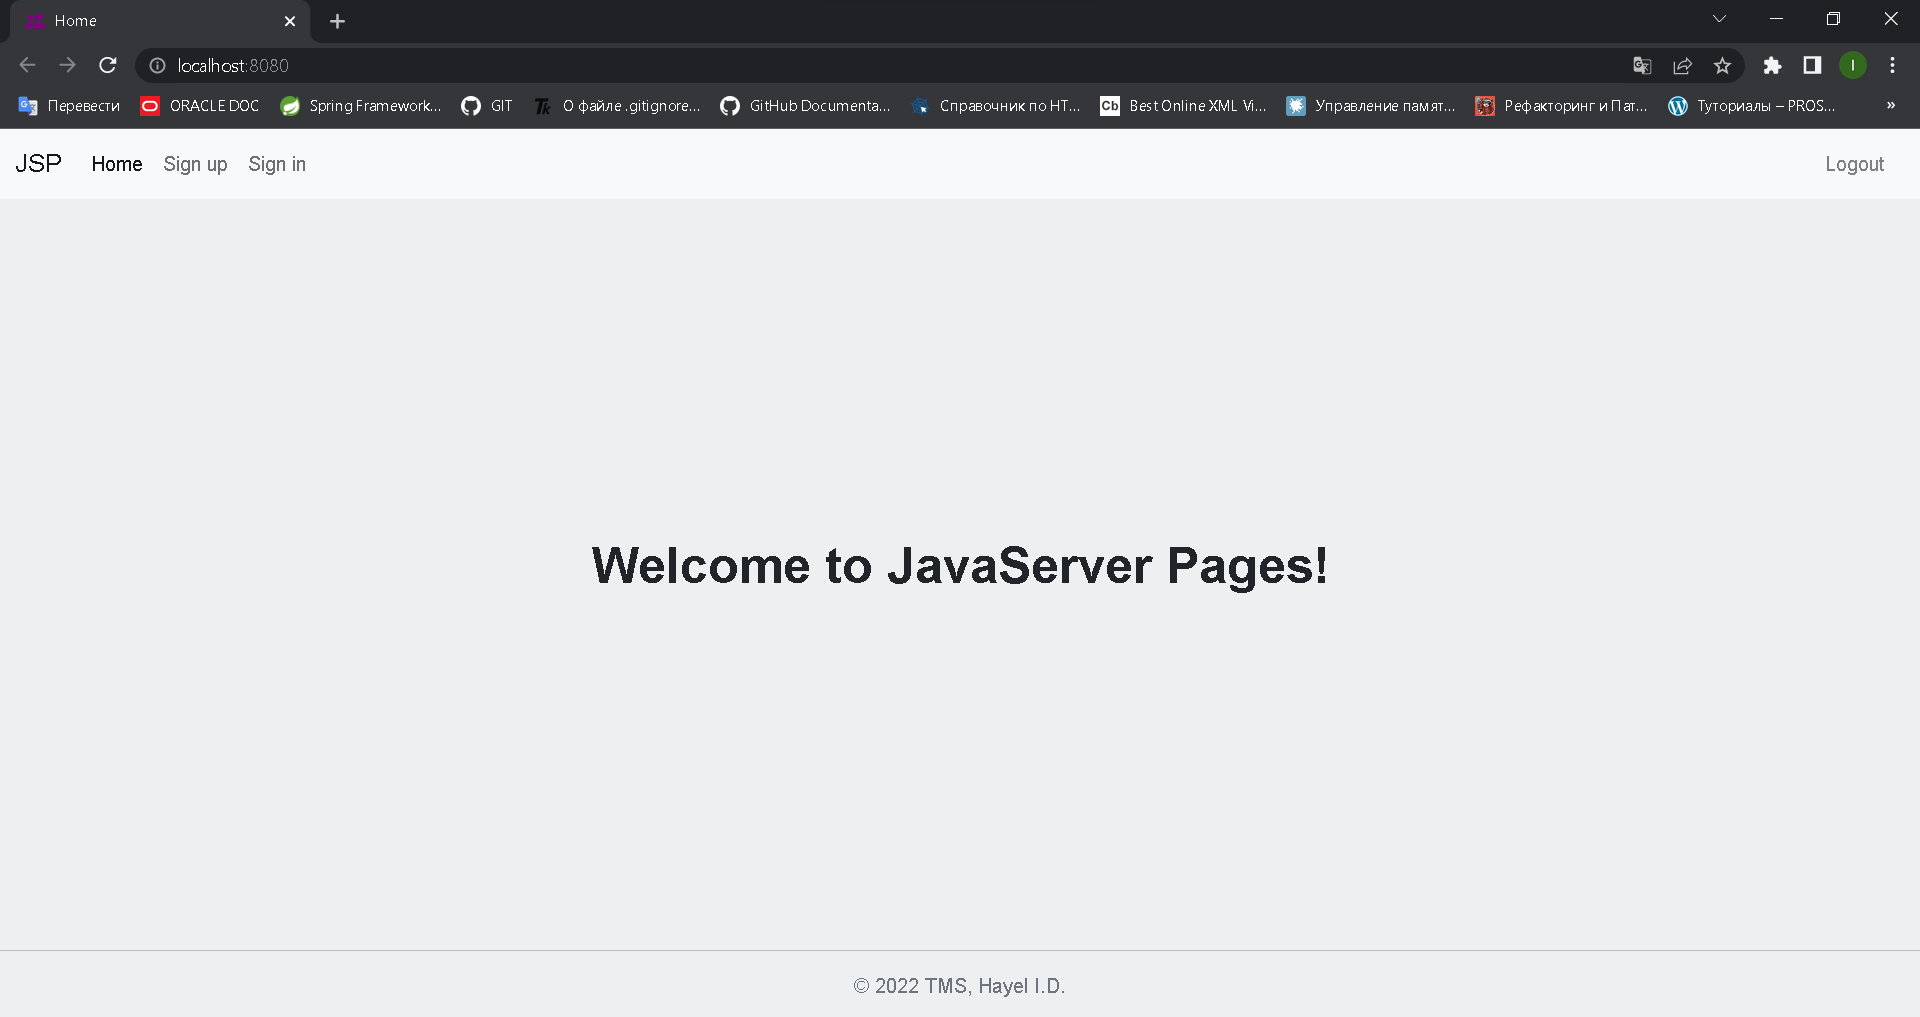 Home
localhost:8080
I
Перевести ORACLE DOC Spring Framework... GIT О файле .gitignore... GitHub Documenta... Справочник по HT... Cb Best Online XML Vi... Управление памят... Рефакторинг и Пат... Туториалы – PROS... »
JSP Home Sign up Sign in Logout
Welcome to JavaServer Pages!
© 2022 TMS, Hayel I.D.